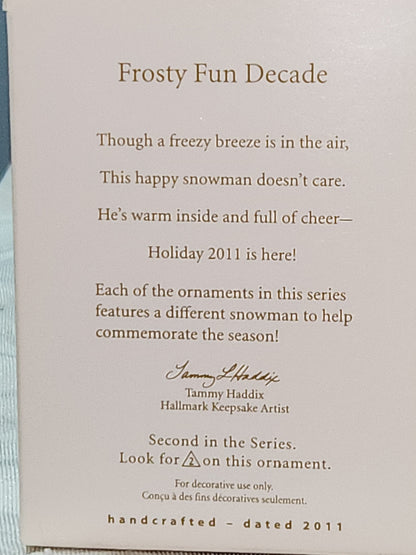 Frosty Fun Decade
Though a freezy breeze is in the air,
This happy snowman doesn't care.
He's warm inside and full of cheer—
Holiday 2011 is here!
Each of the ornaments in this series
features a different snowman to help
commemorate the season!
Tammy L Haddix
Tammy Haddix
Hallmark Keepsake Artist
Second in the Series.
Look for 2 on this ornament.
For decorative use only.
Conçu à des fins décoratives seulement.
handcrafted – dated 2011